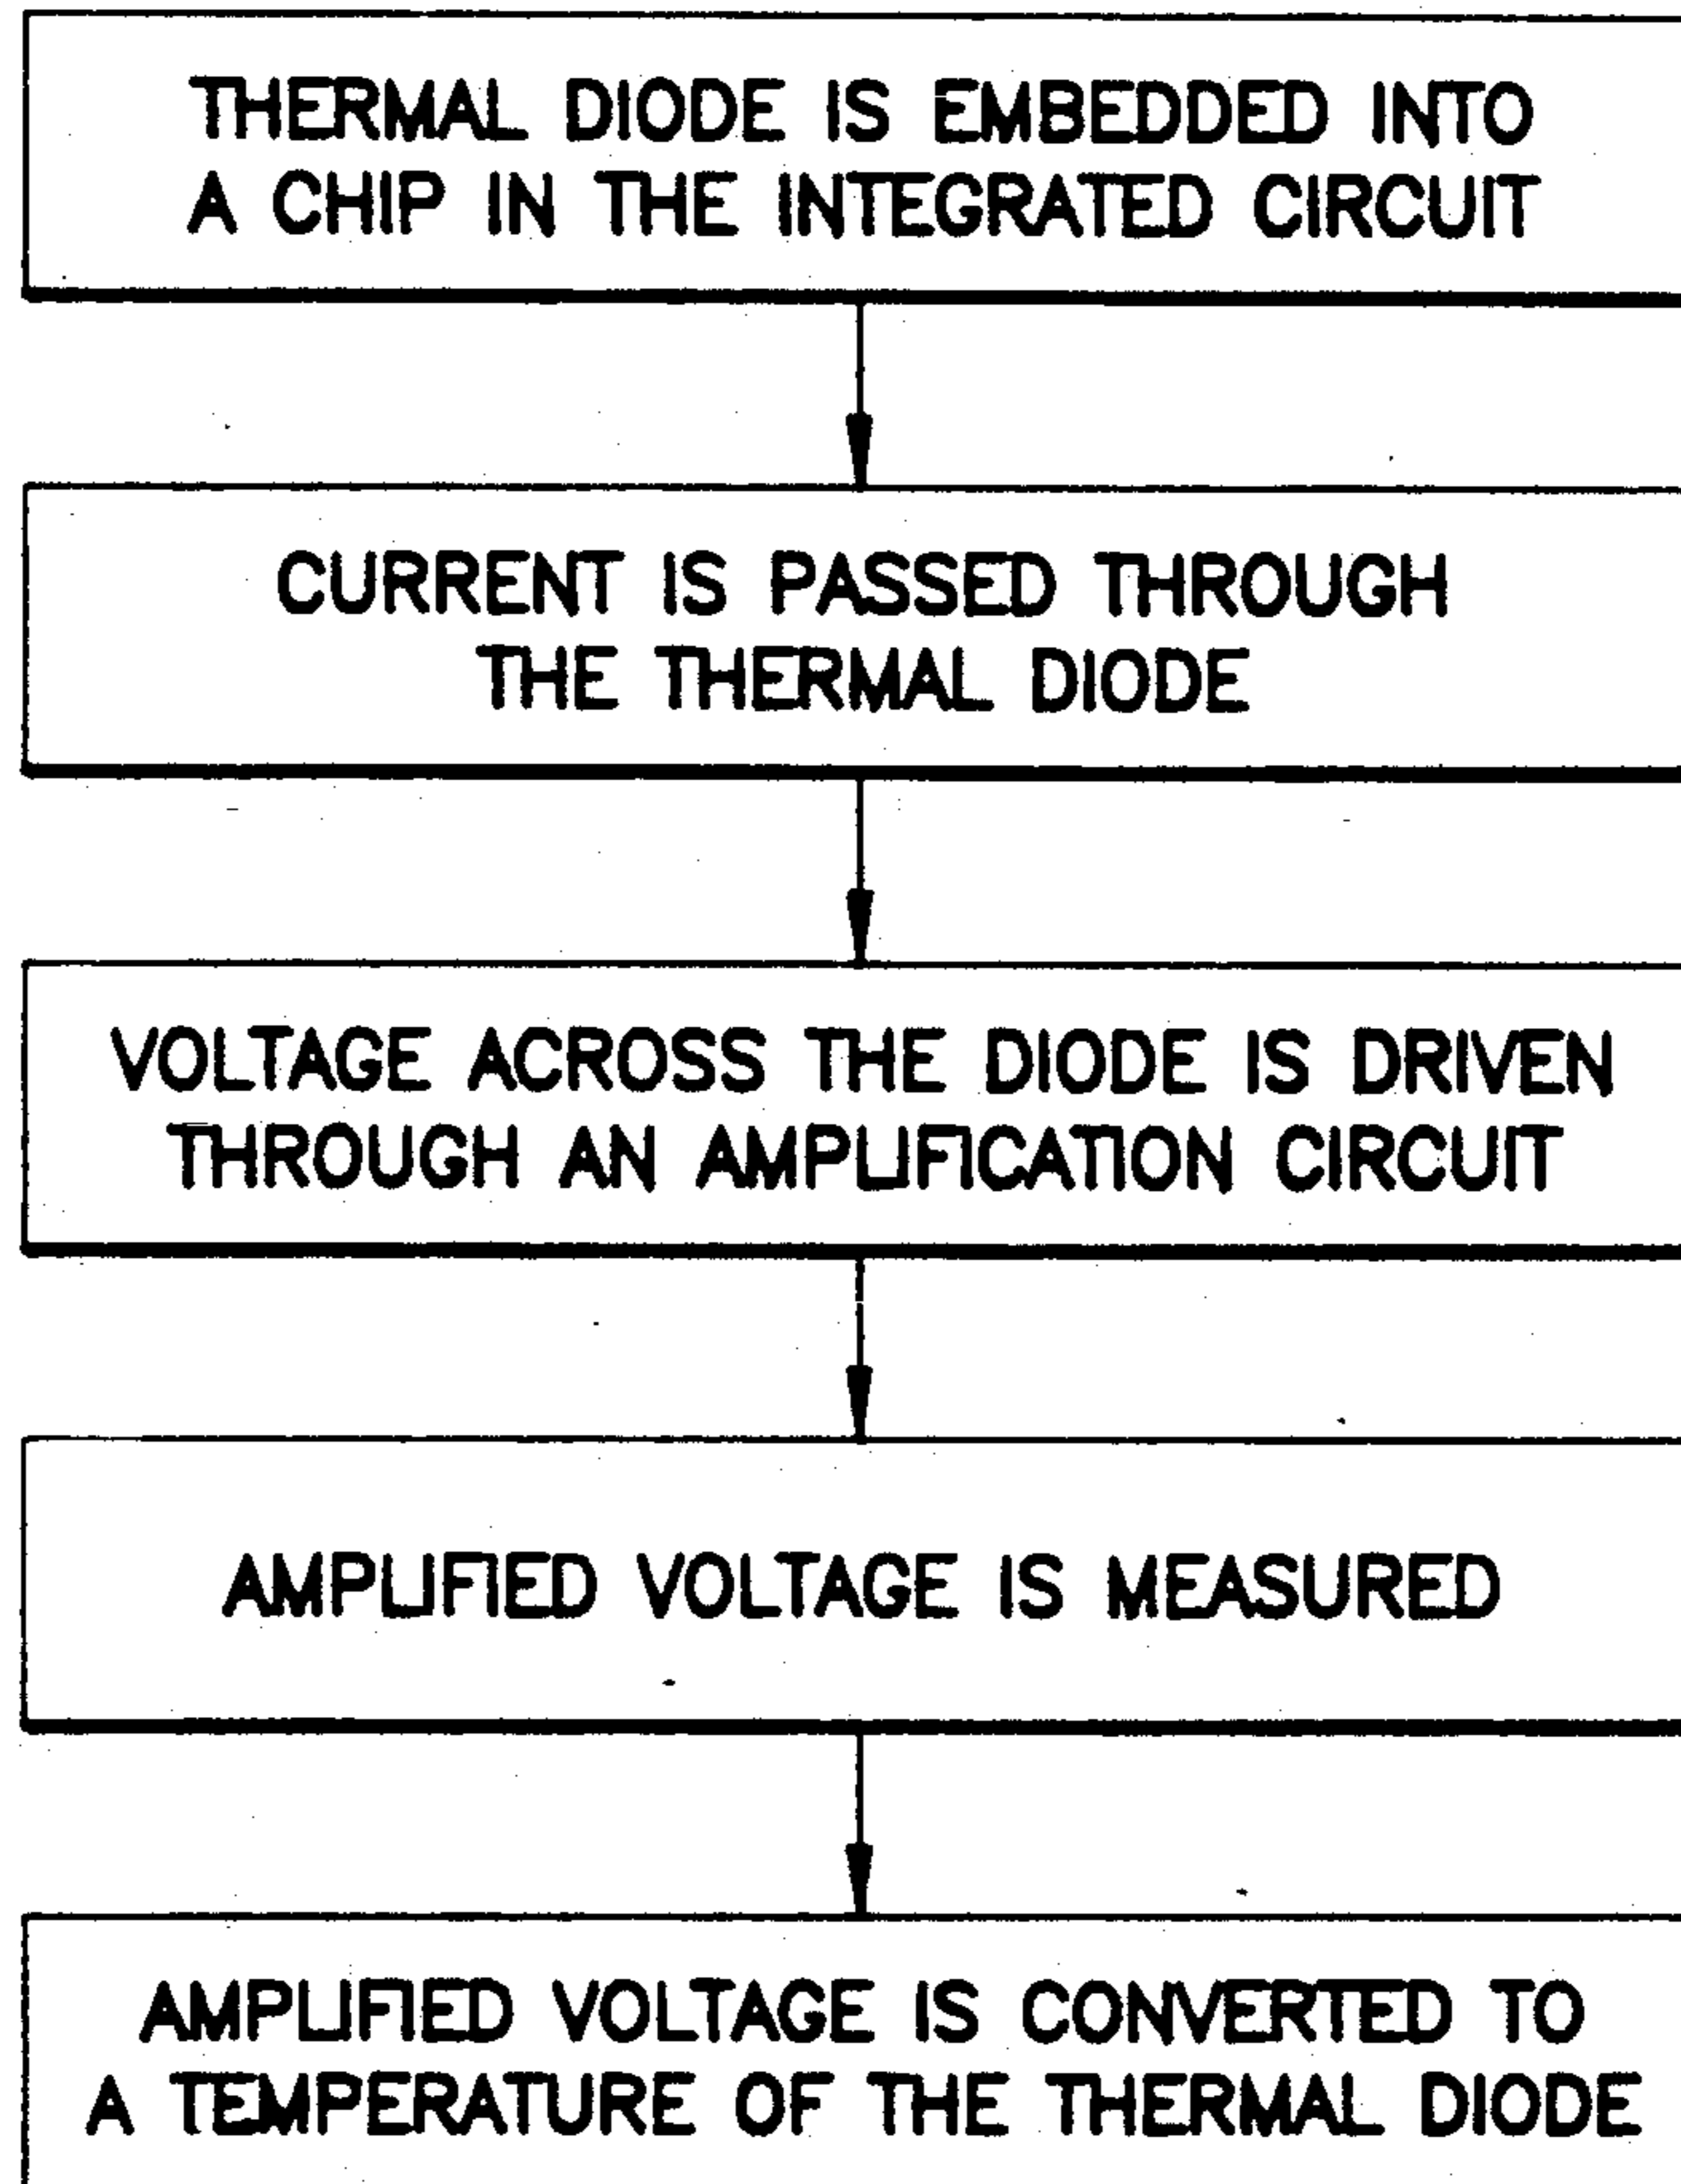 THERMAL DIODE IS EMBEDDED INTO
A CHIP IN THE INTEGRATED CIRCUIT
CURRENT IS PASSED THROUGH
THE THERMAL DIODE
VOLTAGE ACROSS THE DIODE IS DRIVEN
THROUGH AN AMPLIFICATION CIRCUIT
AMPLIFIED VOLTAGE IS MEASURED
AMPLIFIED VOLTAGE IS CONVERTED TO
A TEMPERATURE OF THE THERMAL DIODE